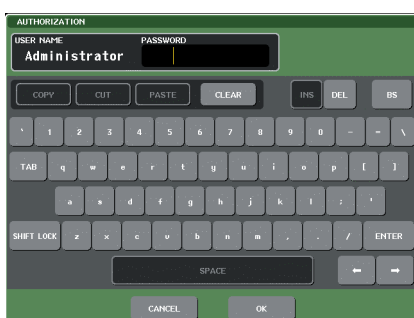 AUTHORIZATION
USER NAME PASSWORD
Administrator
COPY CUT PASTE CLEAR INS DEL BS
` 1 2 3 4 5 6 7 8 9 0 - = \
TAB q w e r t y u i o p [ ]
a s d f g h j k l ; '
SHIFT LOCK z x c v b n m , . / ENTER
SPACE ← →
CANCEL OK